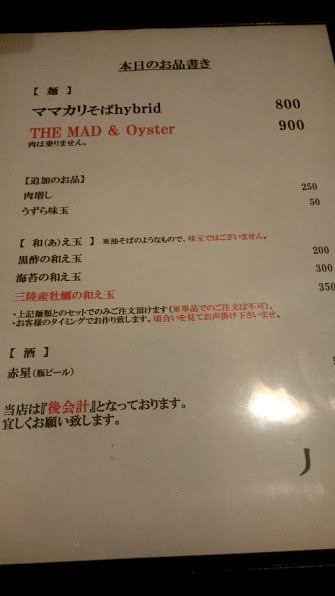 本日のお品書き
【 麺 】
ママカリそばhybrid 800
THE MAD & Oyster 900
肉は乗りません。
【追加のお品】
肉増し 250
うずら味玉 50
【 和(あ)え玉 】 ※油そばのようなもので、味玉ではございません。
黒酢の和え玉 200
海苔の和え玉 300
三陸産牡蠣の和え玉 350
・上記麺類とのセットでのみご注文頂けます(※単品でのご注文は不可)。
・お客様のタイミングでお作り致します。頃合いを見てお声掛け下さいませ。
【 酒 】
赤星(瓶ビール)
当店は『後会計』となっております。
宜しくお願い致します。